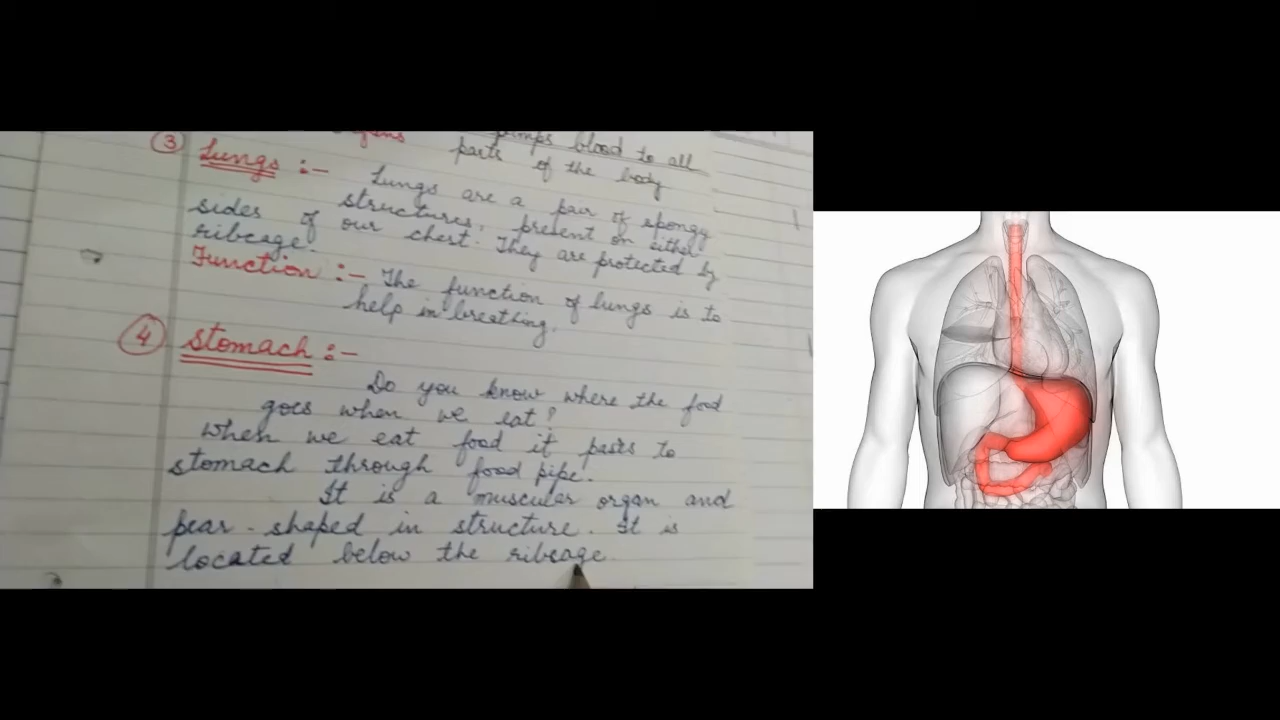 Organs pumps blood to all
parts of the body
3 Lungs :-
Lungs are a pair of spongy
structures, present on either
sides of our chest. They are protected by
ribcage.
Function :- The function of lungs is to
help in breathing.
4 Stomach :-
Do you know where the food
goes when we eat?
When we eat food it passes to
stomach through food pipe.
It is a muscular organ and
pear-shaped in structure. It is
located below the ribcage.